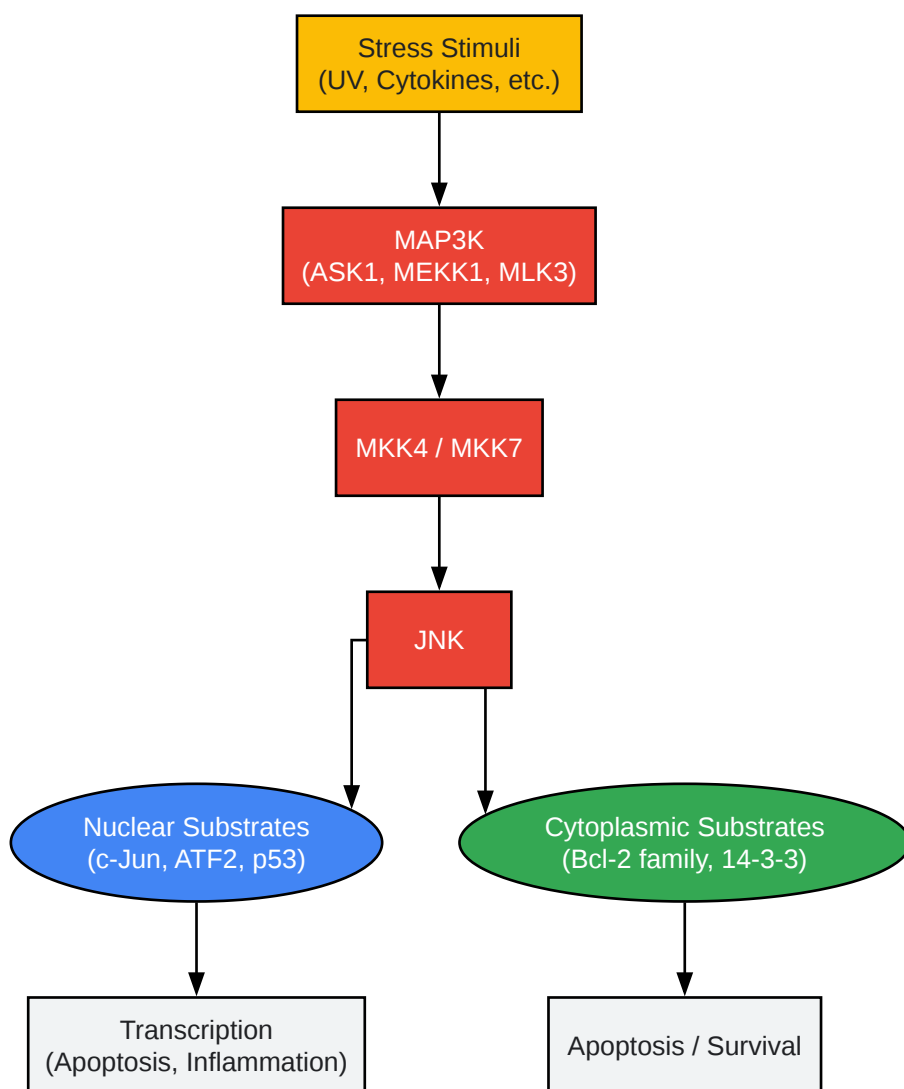 Stress Stimuli
(UV, Cytokines, etc.)
MAP3K
(ASK1, MEKK1, MLK3)
MKK4 / MKK7
JNK
Nuclear Substrates
(c-Jun, ATF2, p53)
Cytoplasmic Substrates
(Bcl-2 family, 14-3-3)
Transcription
(Apoptosis, Inflammation)
Apoptosis / Survival